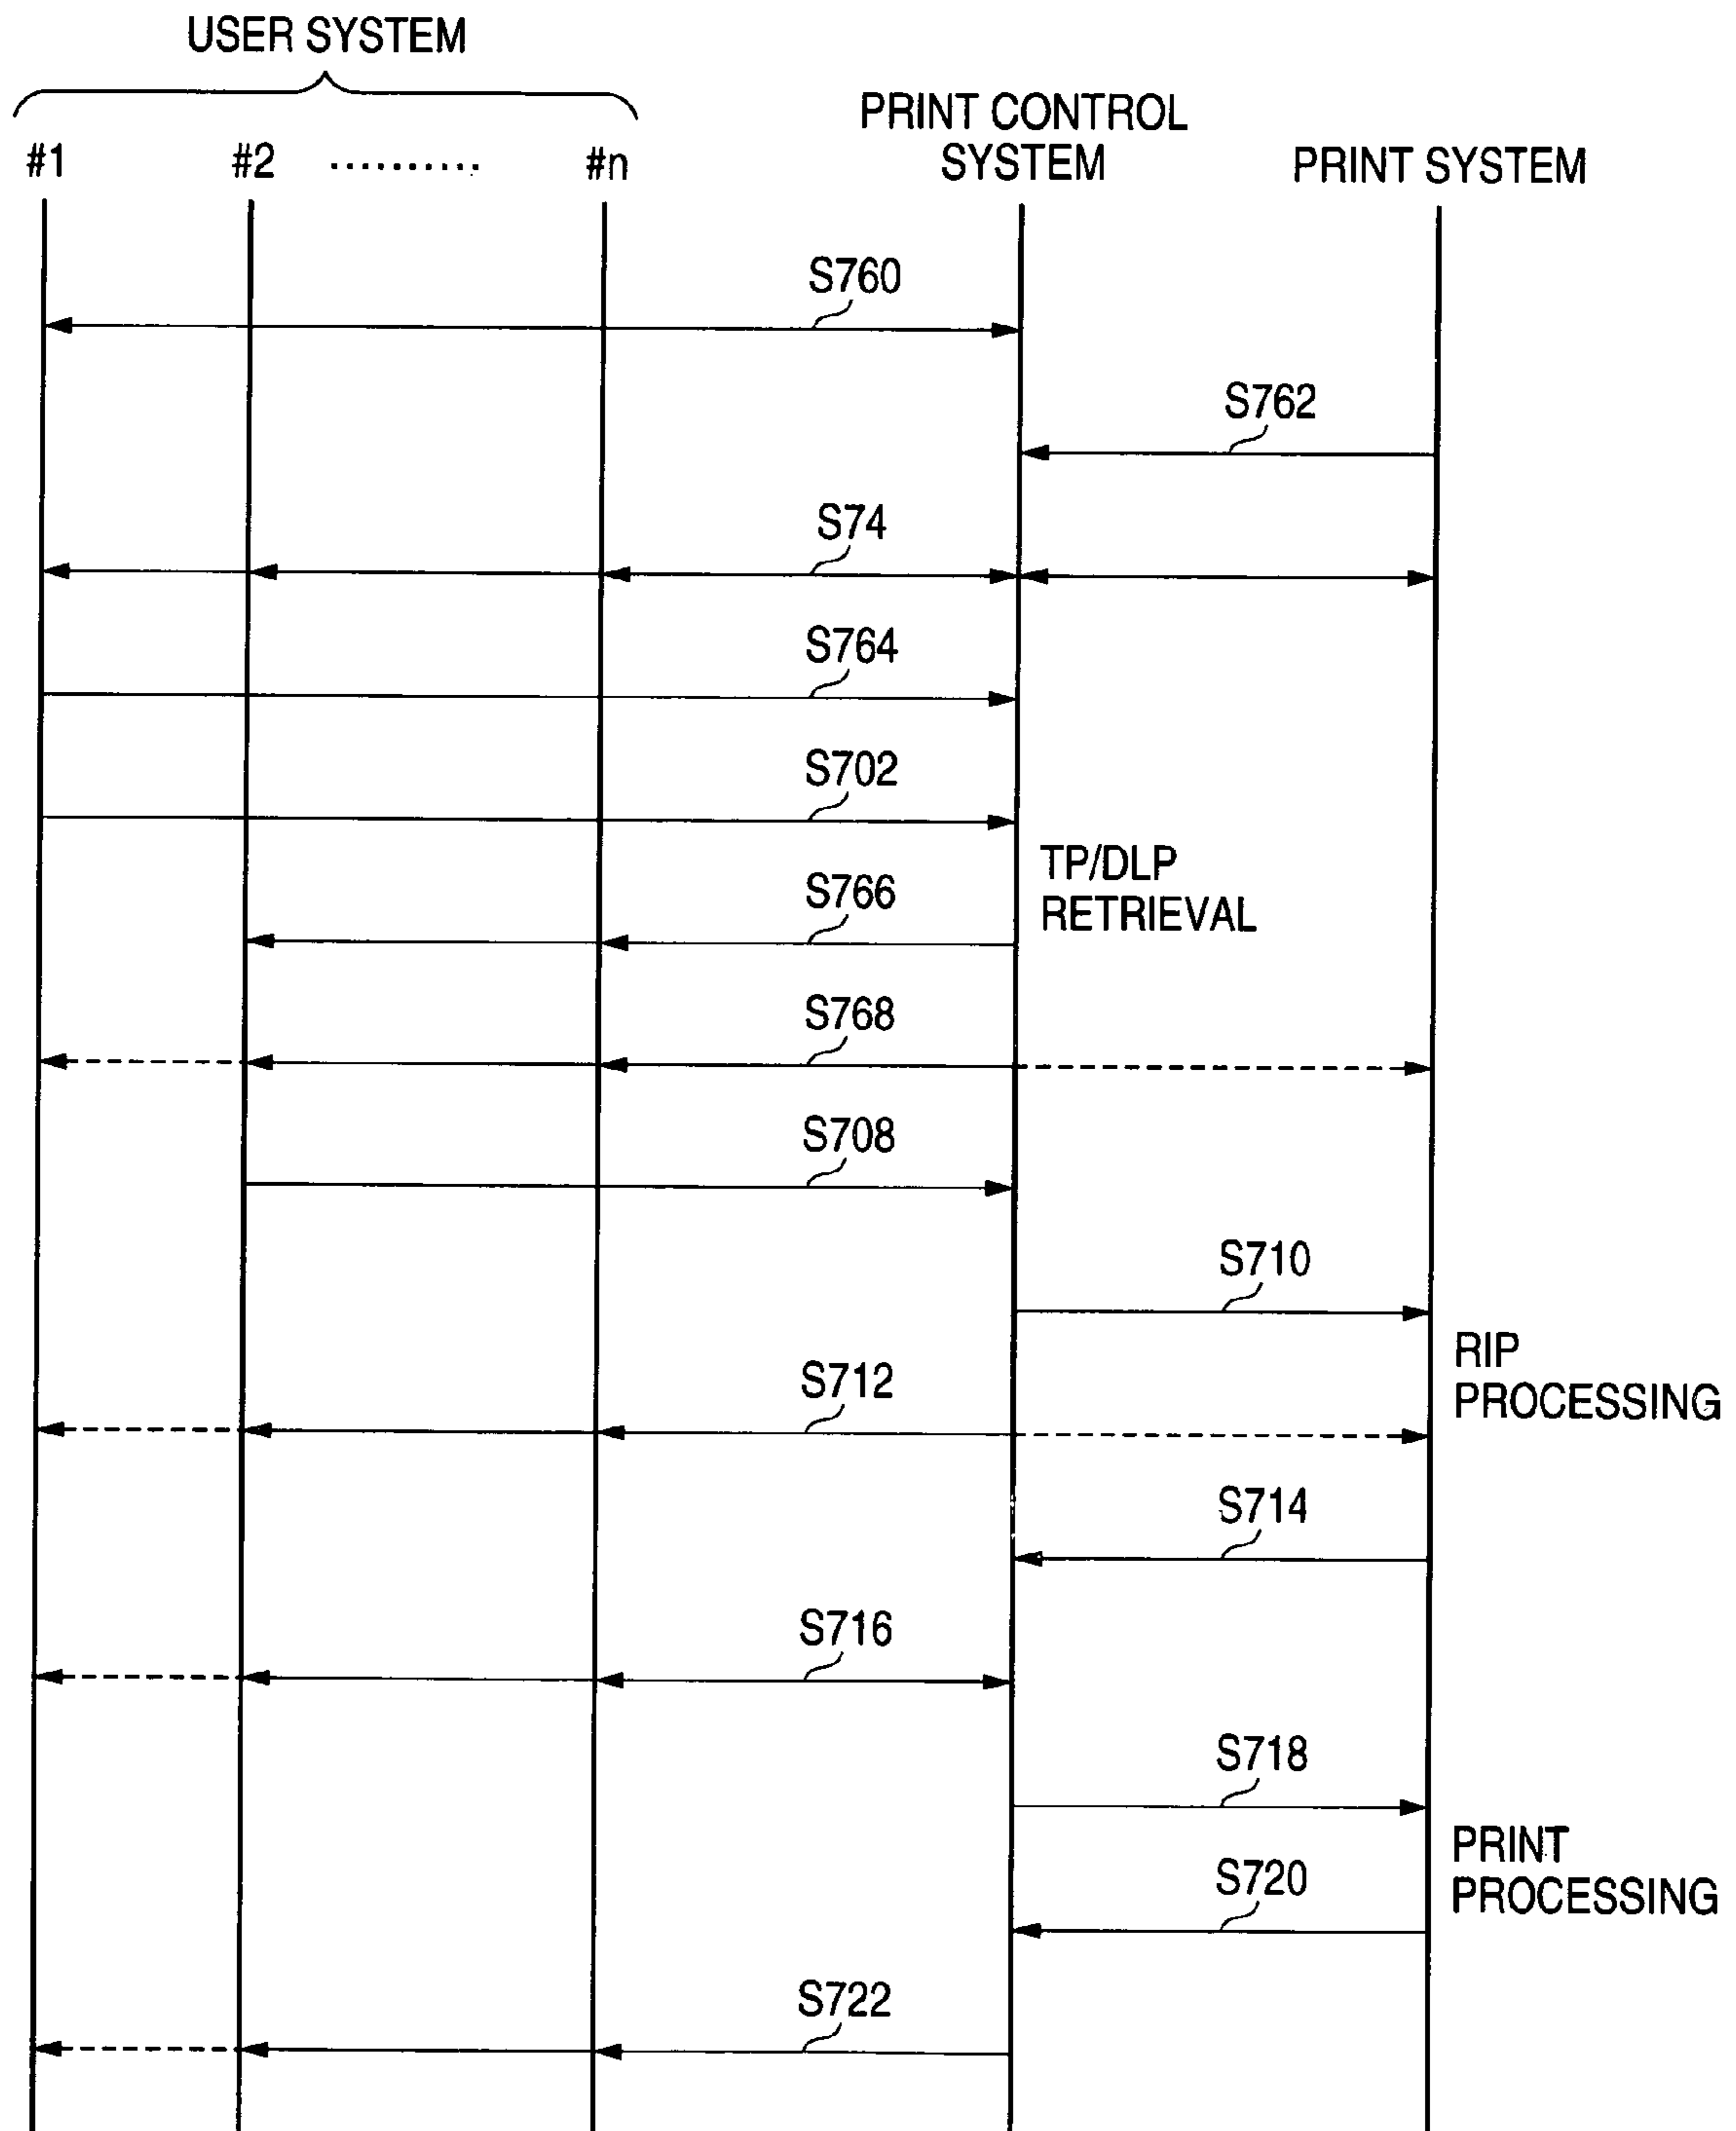 USER SYSTEM
PRINT CONTROL
SYSTEM
PRINT SYSTEM
#1
#2
..........
#n
S760
S762
S74
S764
S702
TP/DLP
RETRIEVAL
S766
S768
S708
S710
RIP
PROCESSING
S712
S714
S716
S718
PRINT
PROCESSING
S720
S722